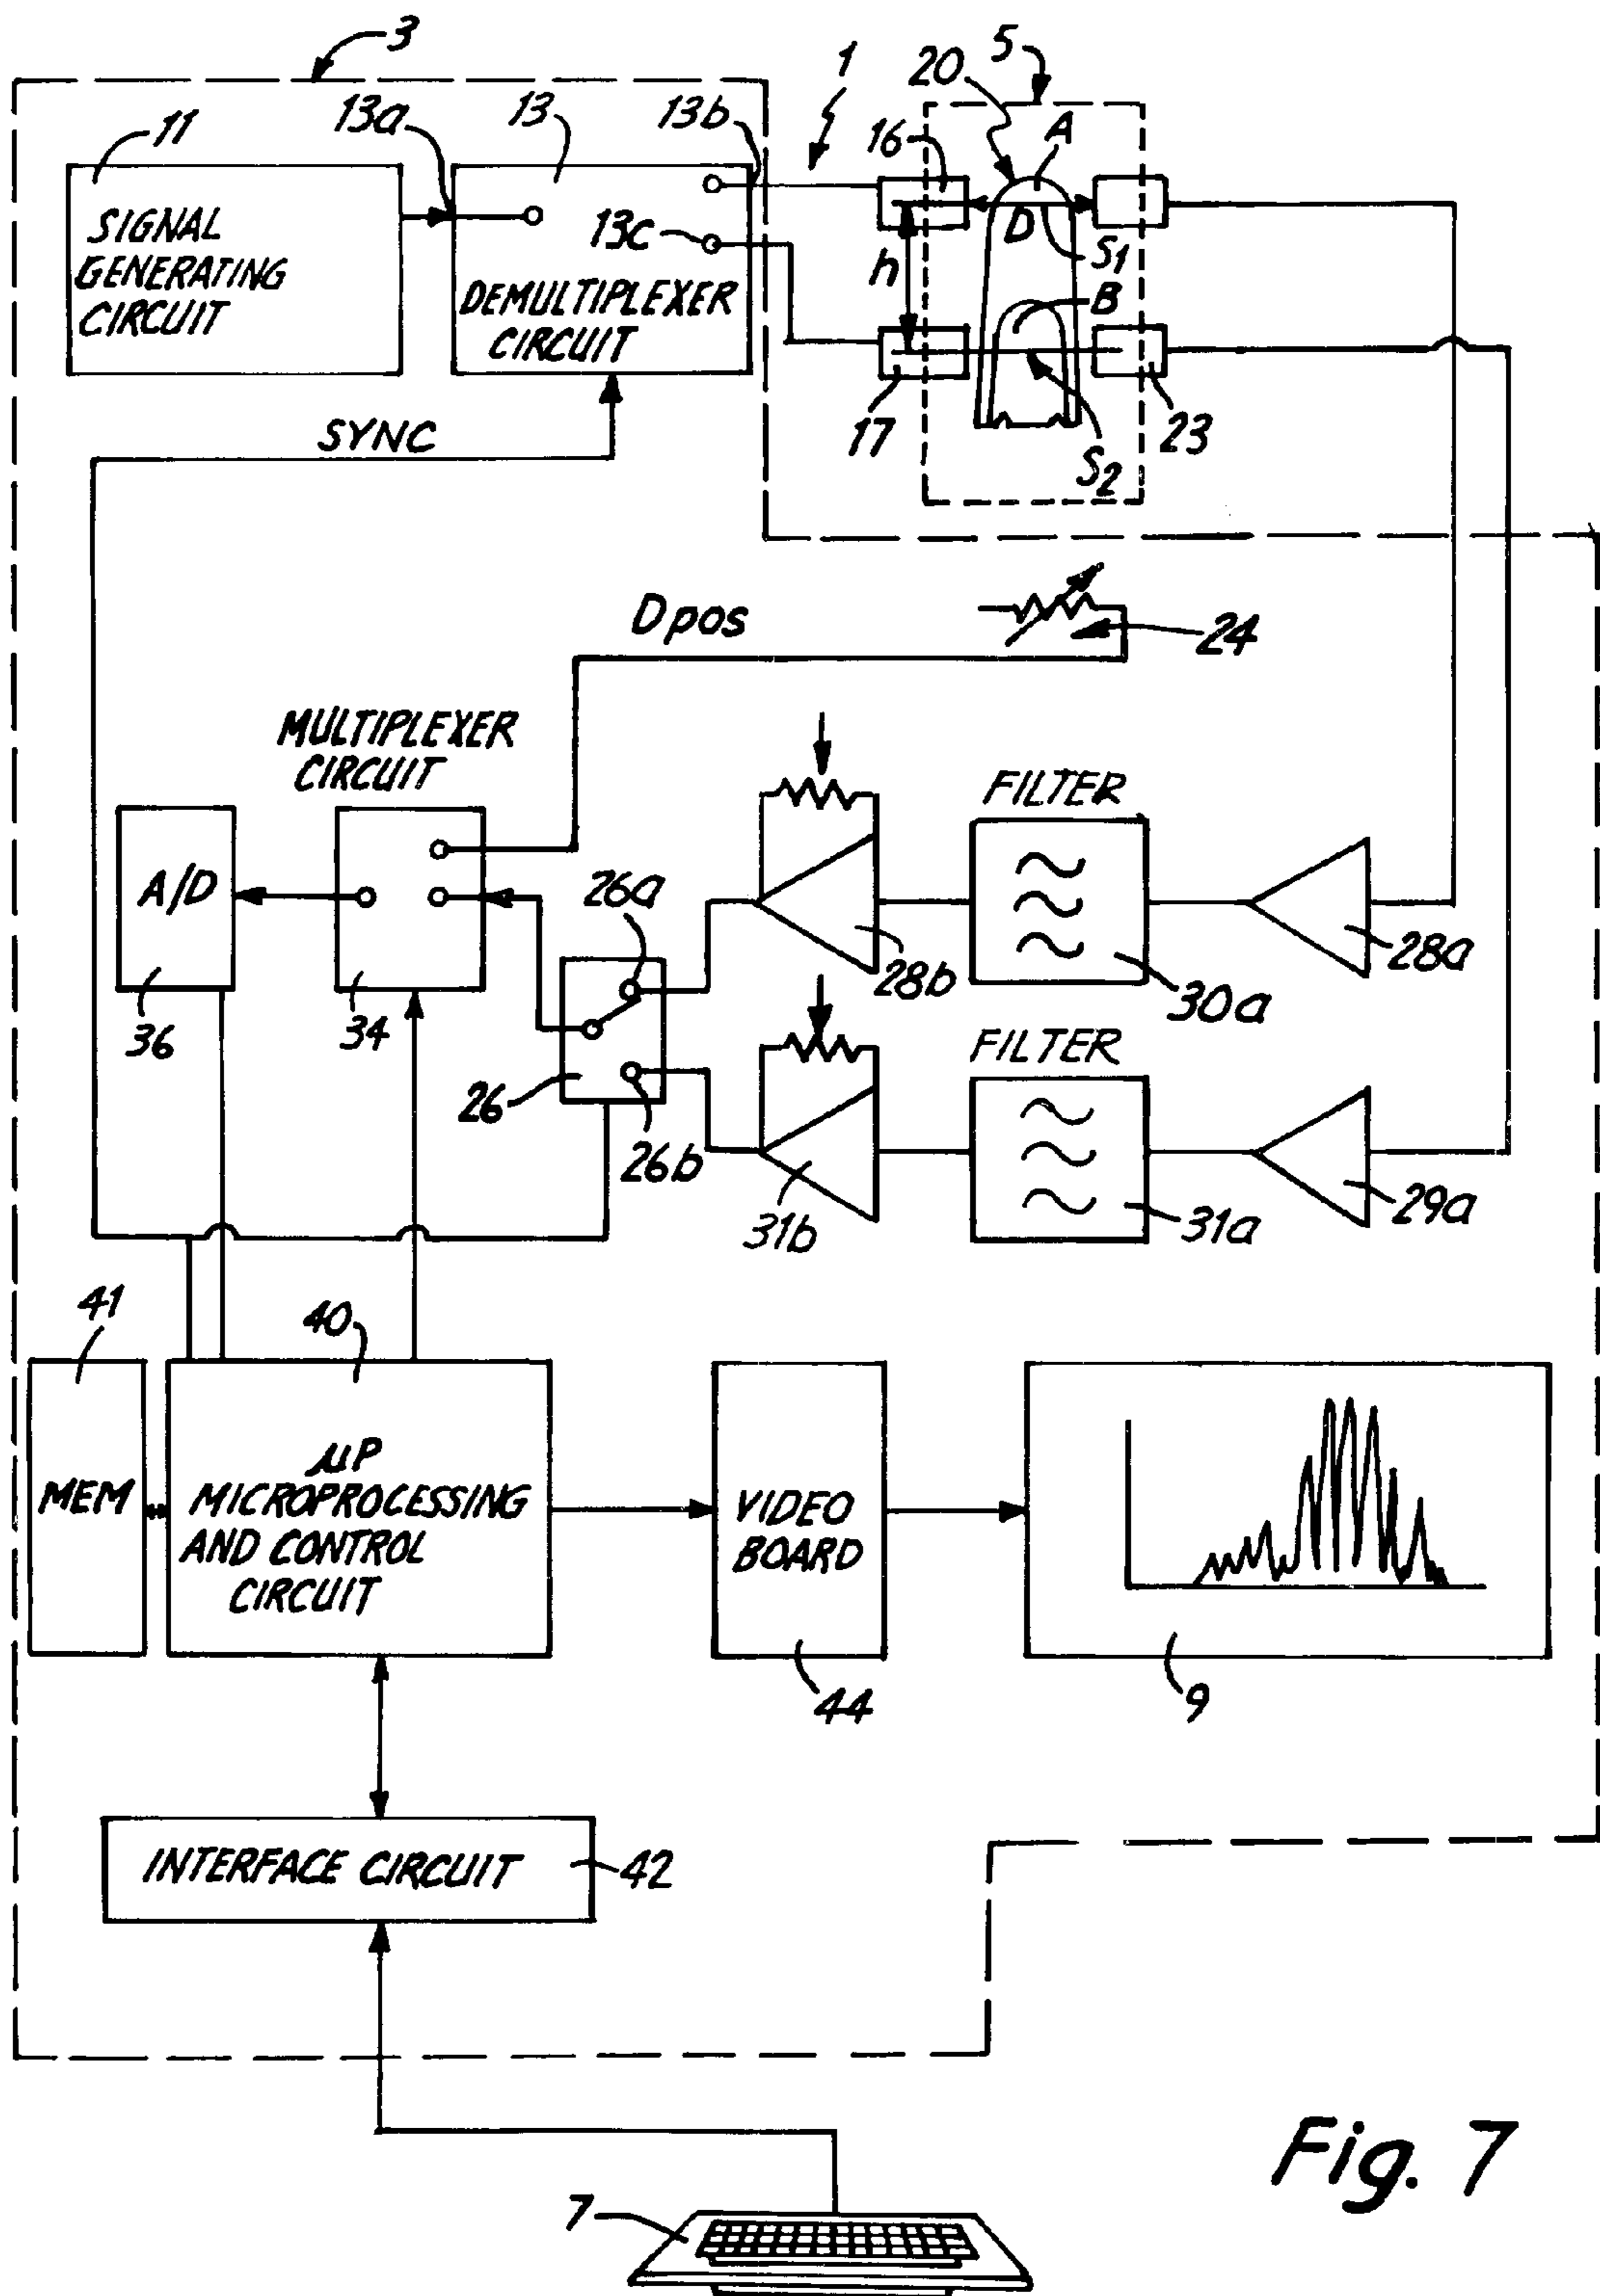 3
1
5
20
11
13a
13
13b
16
A
SIGNAL
GENERATING
CIRCUIT
13c
D
S1
h
B
DEMULTIPLEXER
CIRCUIT
SYNC
17
23
S2
Dpos
24
MULTIPLEXER
CIRCUIT
FILTER
A/D
26a
28b
28a
30a
36
34
FILTER
26
26b
31b
31a
29a
41
40
MEM
µP
MICROPROCESSING
AND CONTROL
CIRCUIT
VIDEO
BOARD
44
9
INTERFACE CIRCUIT
42
7
Fig. 7